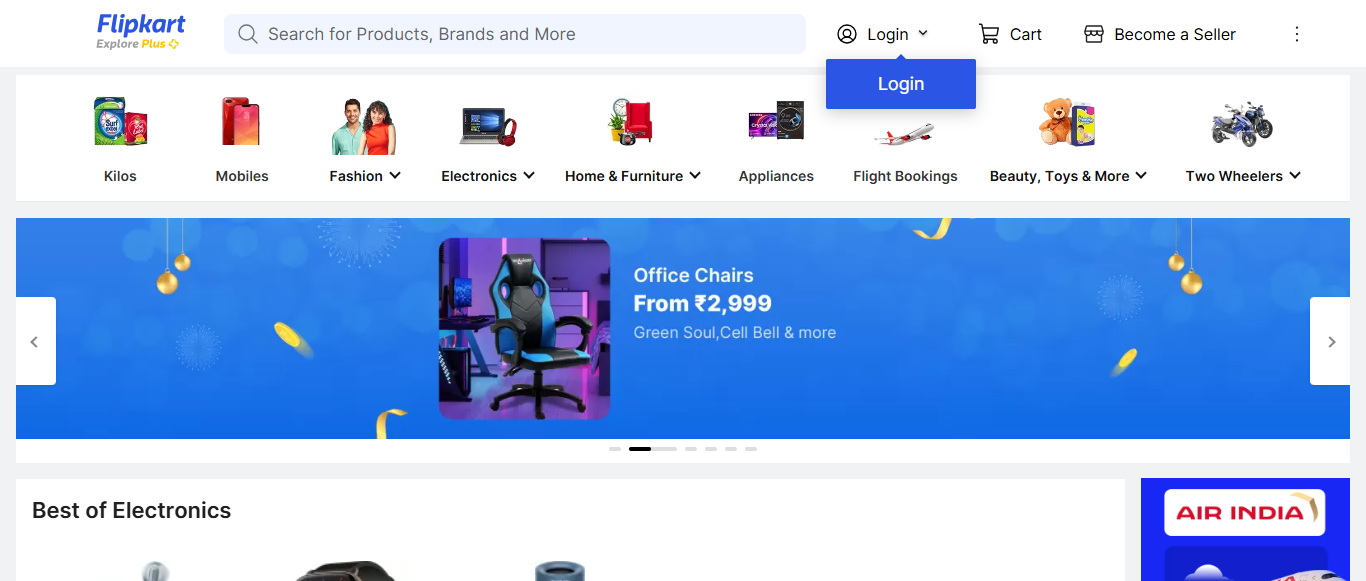 Flipkart
Explore Plus
Search for Products, Brands and More
Login
Cart
Become a Seller
Login
Surf excel
Kilos
Mobiles
Fashion
Electronics
Home & Furniture
Appliances
Flight Bookings
Beauty, Toys & More
Two Wheelers
Office Chairs
From ₹2,999
Green Soul,Cell Bell & more
Best of Electronics
AIR INDIA